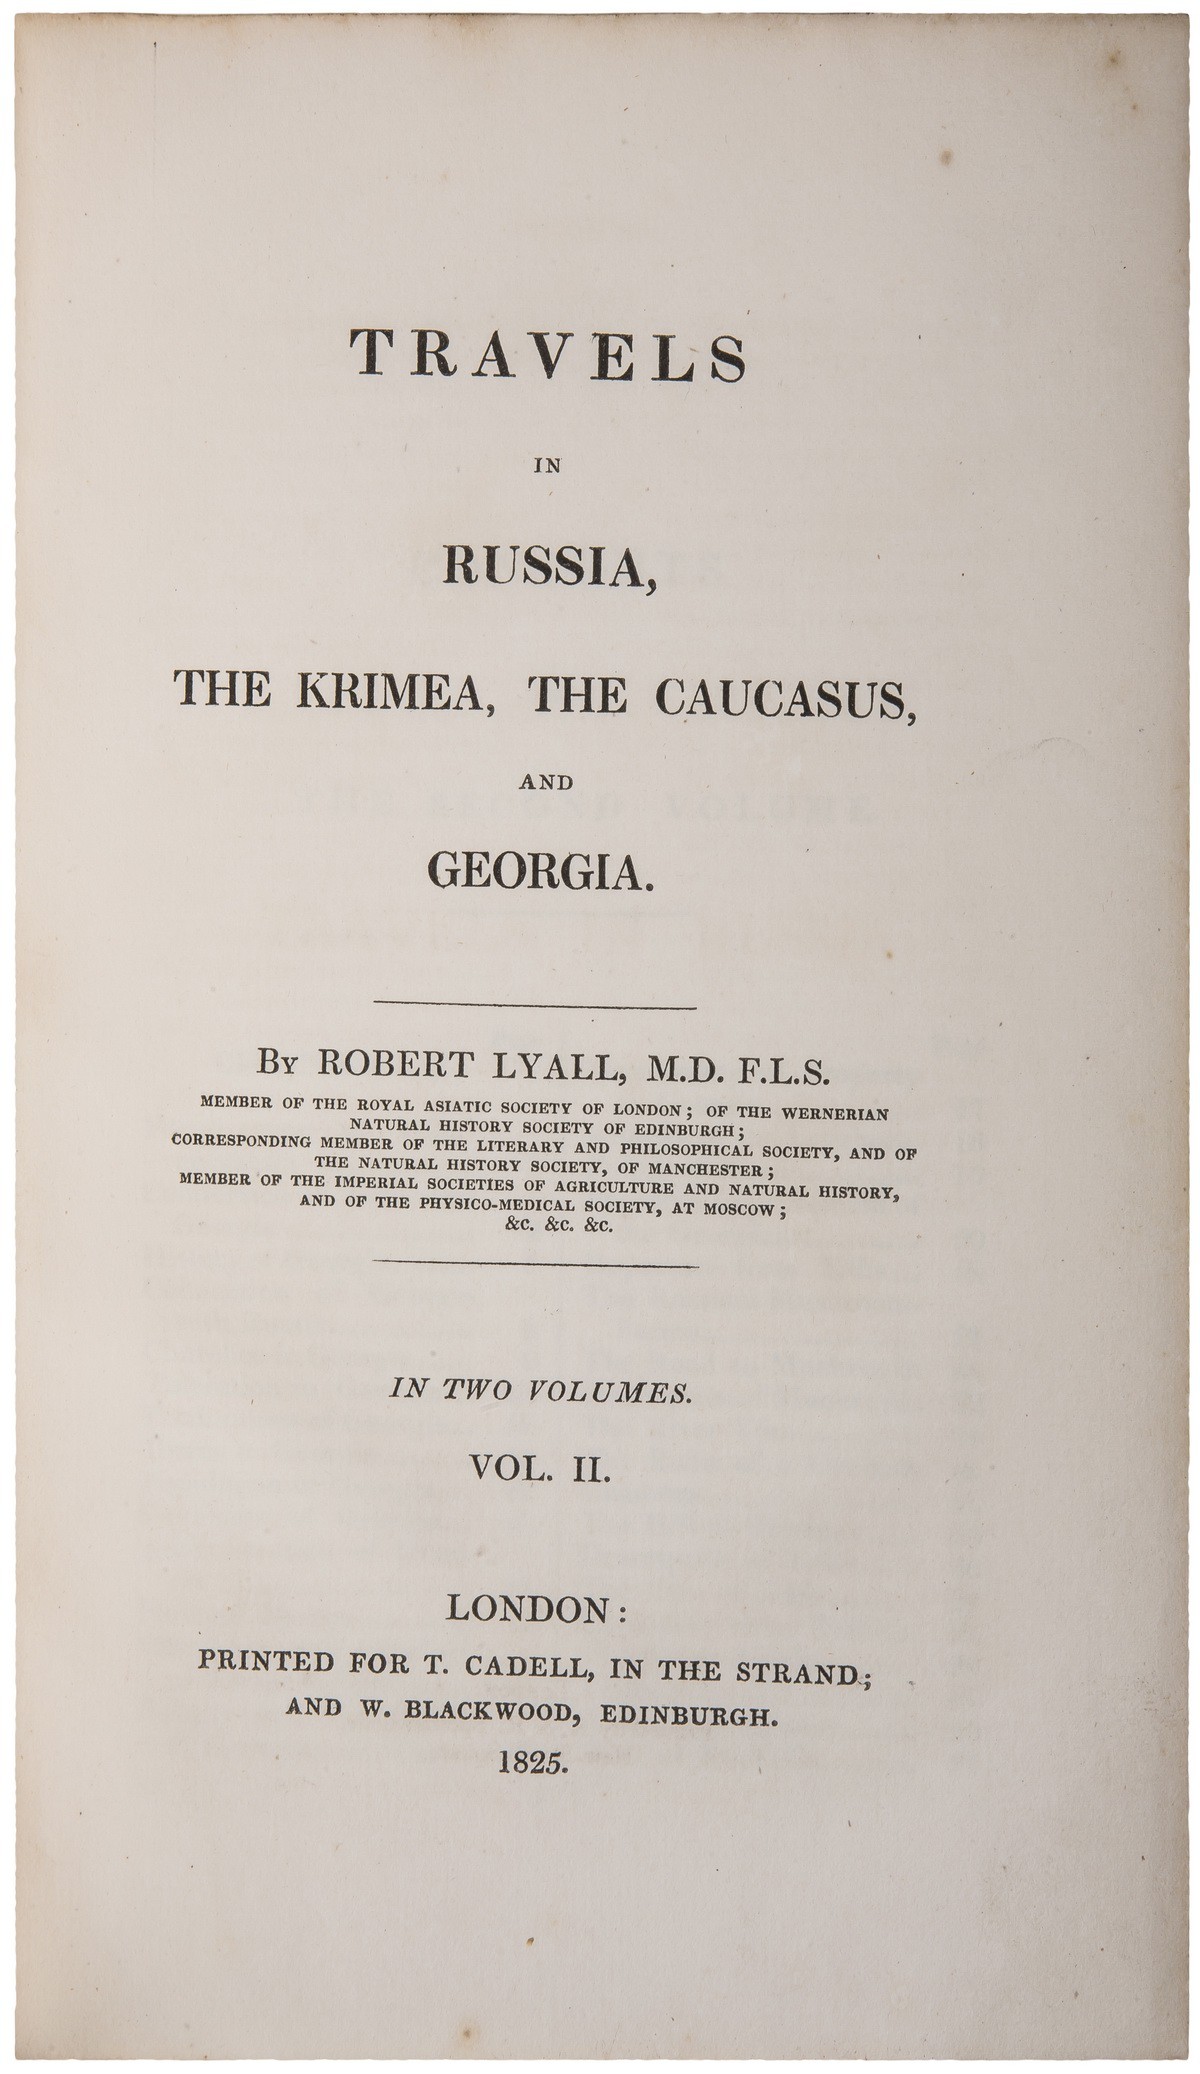 TRAVELS
IN
RUSSIA,
THE KRIMEA, THE CAUCASUS,
AND
GEORGIA.
By ROBERT LYALL, M.D. F.L.S.
MEMBER OF THE ROYAL ASIATIC SOCIETY OF LONDON; OF THE WERNERIAN
NATURAL HISTORY SOCIETY OF EDINBURGH;
CORRESPONDING MEMBER OF THE LITERARY AND PHILOSOPHICAL SOCIETY, AND OF
THE NATURAL HISTORY SOCIETY, OF MANCHESTER;
MEMBER OF THE IMPERIAL SOCIETIES OF AGRICULTURE AND NATURAL HISTORY,
AND OF THE PHYSICO-MEDICAL SOCIETY, AT MOSCOW;
&C. &C. &C.
IN TWO VOLUMES.
VOL. II.
LONDON:
PRINTED FOR T. CADELL, IN THE STRAND;
AND W. BLACKWOOD, EDINBURGH.
1825.